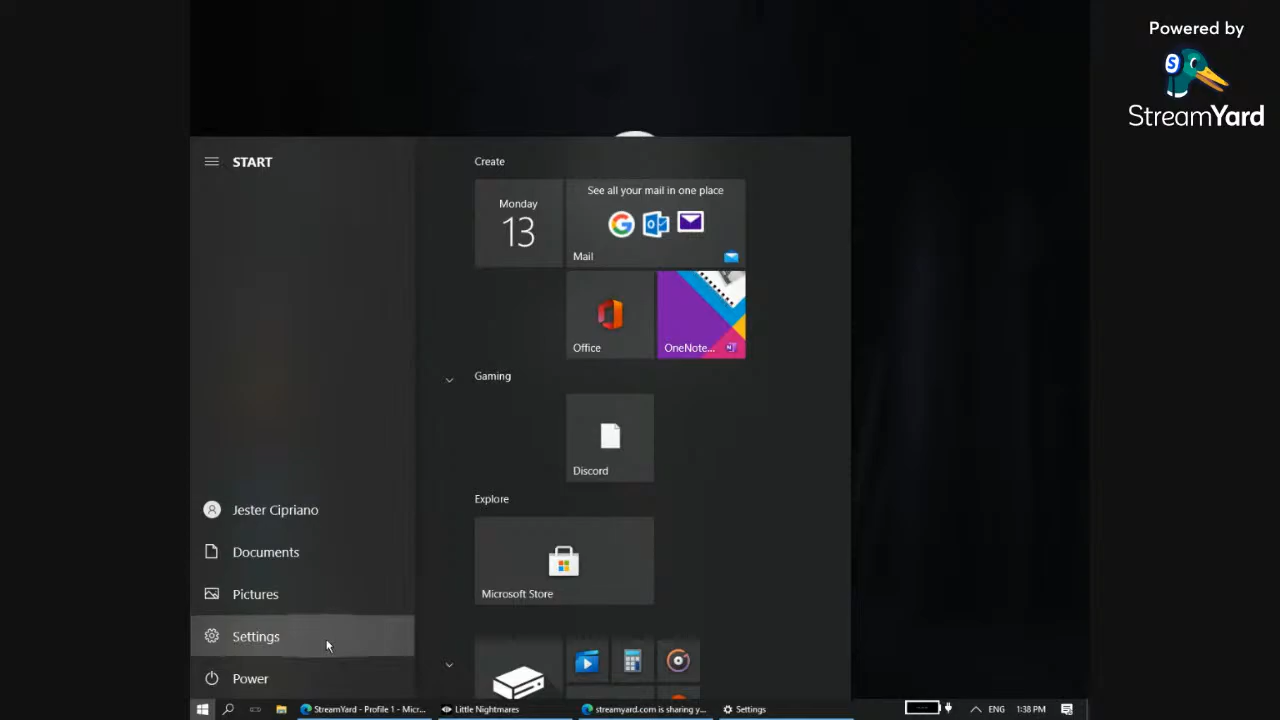 Powered by
StreamYard
START
Create
Monday
13
See all your mail in one place
Mail
Office
OneNote...
Gaming
Discord
Explore
Microsoft Store
Jester Cipriano
Documents
Pictures
Settings
Power
StreamYard - Profile 1 - Micr...
Little Nightmares
streamyard.com is sharing y...
Settings
ENG
1:38 PM